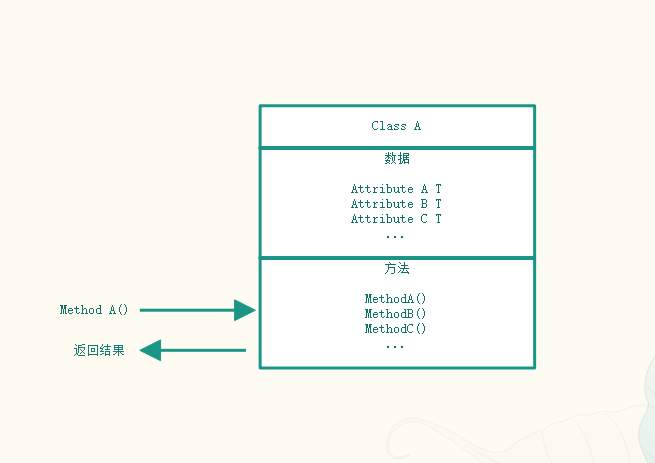 Class A
数据
Attribute A T
Attribute B T
Attribute C T
...
方法
MethodA()
MethodB()
MethodC()
...
Method A()
返回结果